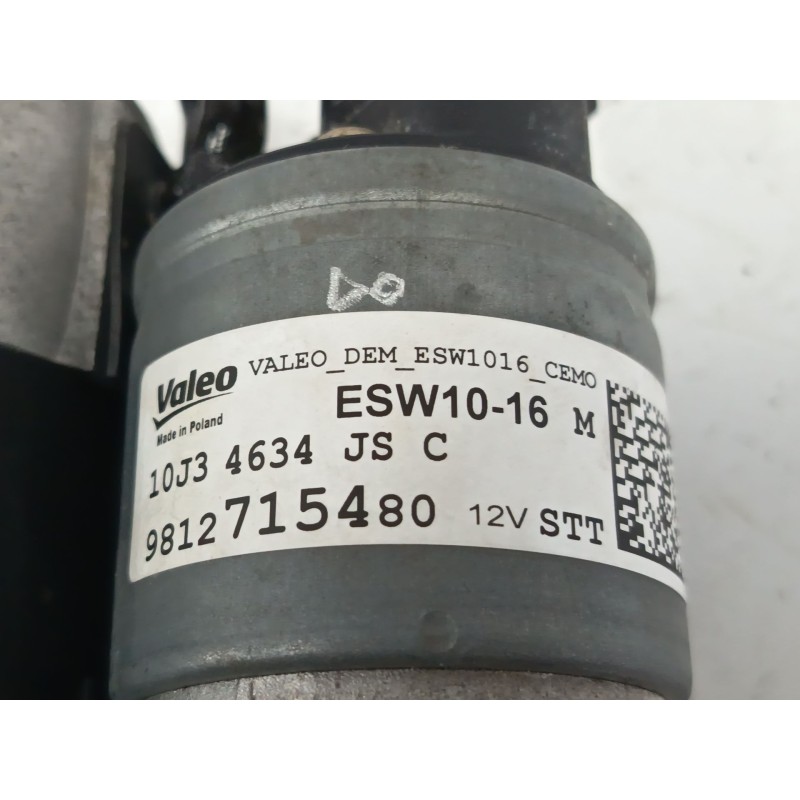 Valeo VALEO_DEM_ESW1016_CEMO
Made in Poland ESW10-16 M
10J3 4634 JS C
9812715480 12V STT